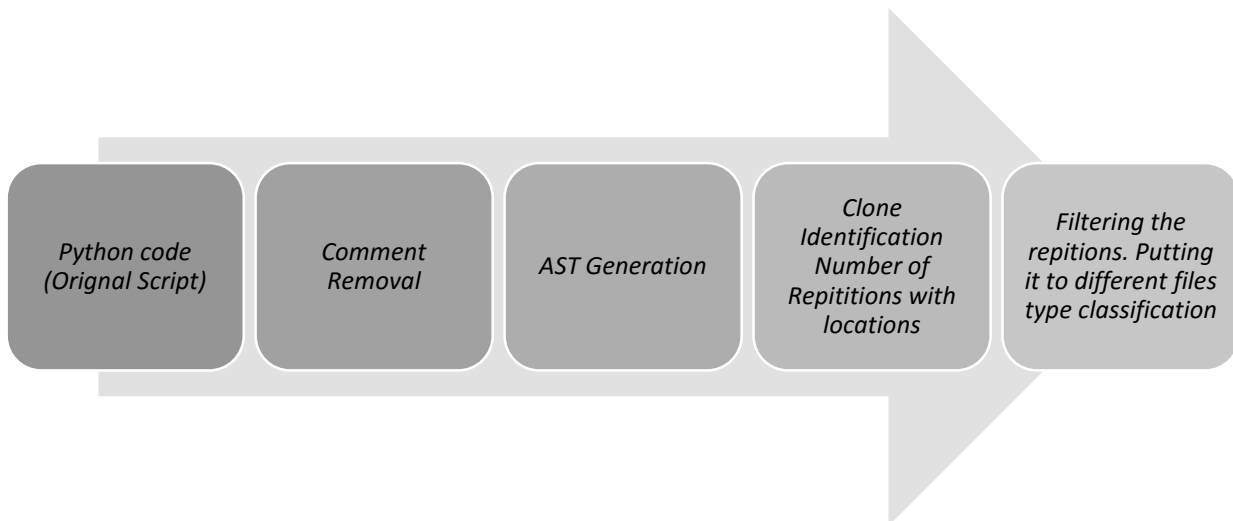 Python code
(Orignal Script)
Comment
Removal
AST Generation
Clone
Identification
Number of
Repititions with
locations
Filtering the
repitions. Putting
it to different files
type classification